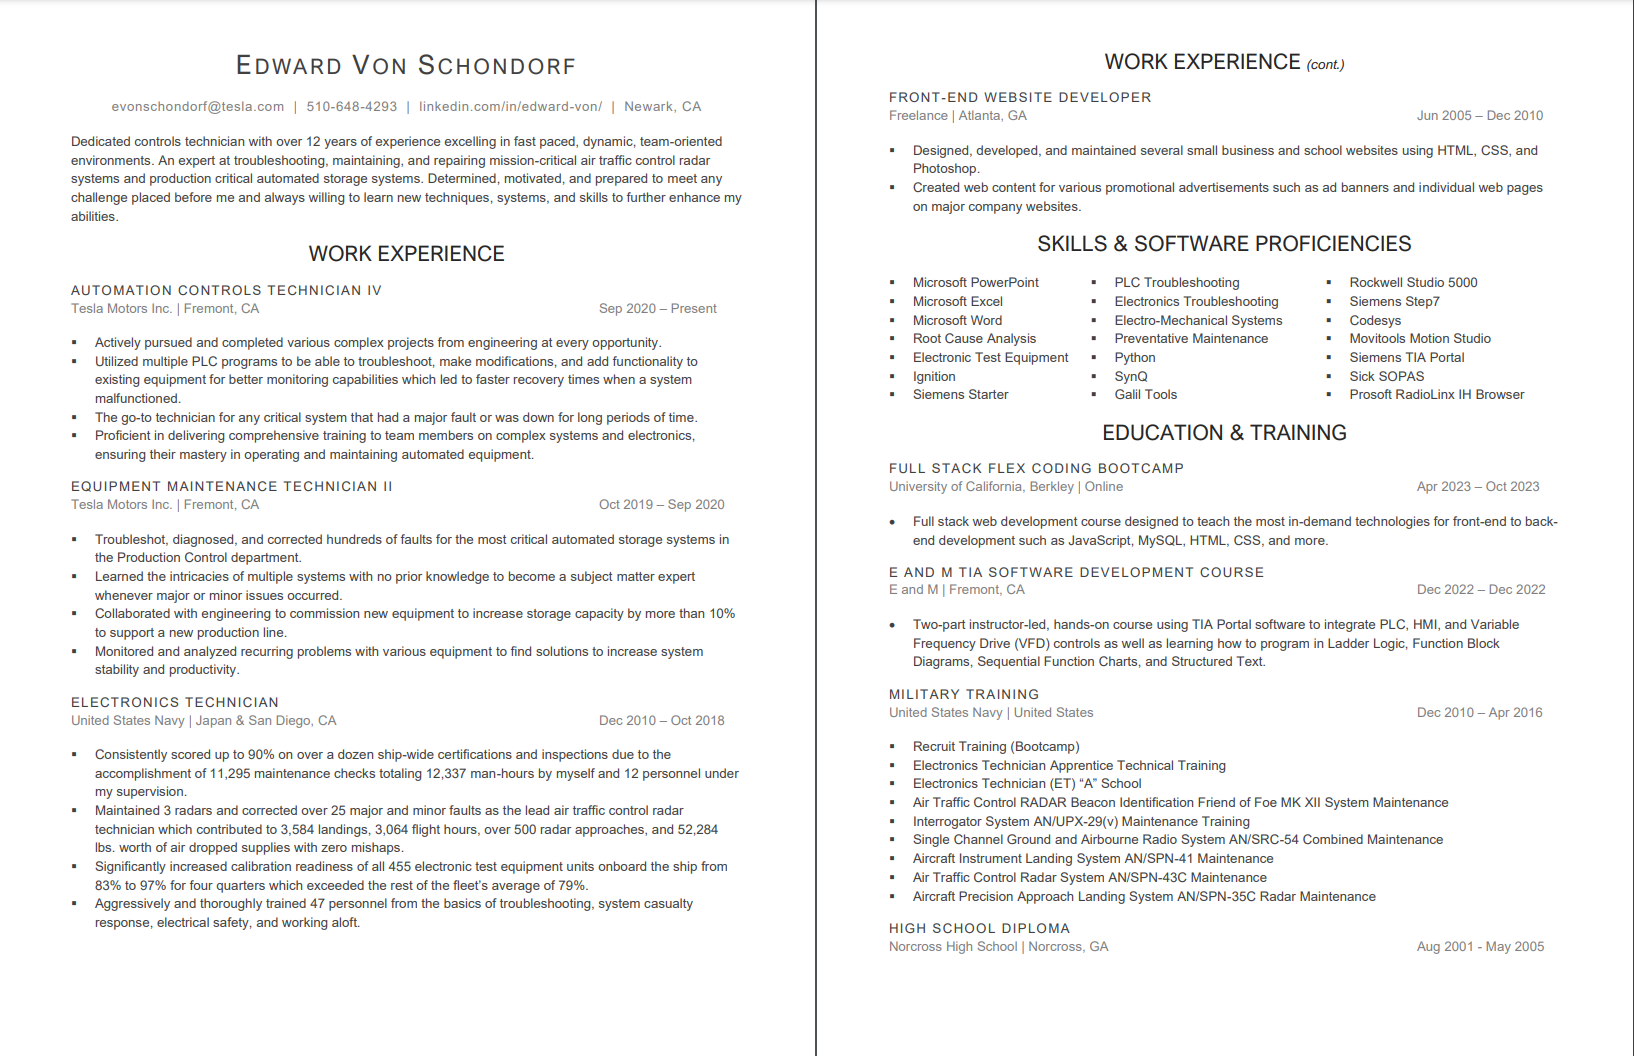 EDWARD VON SCHONDORF
evonschondorf@tesla.com | 510-648-4293 | linkedin.com/in/edward-von/ | Newark, CA
Dedicated controls technician with over 12 years of experience excelling in fast paced, dynamic, team-oriented
environments. An expert at troubleshooting, maintaining, and repairing mission-critical air traffic control radar
systems and production critical automated storage systems. Determined, motivated, and prepared to meet any
challenge placed before me and always willing to learn new techniques, systems, and skills to further enhance my
abilities.
WORK EXPERIENCE
AUTOMATION CONTROLS TECHNICIAN IV
Tesla Motors Inc. | Fremont, CA Sep 2020 – Present
▪ Actively pursued and completed various complex projects from engineering at every opportunity.
▪ Utilized multiple PLC programs to be able to troubleshoot, make modifications, and add functionality to
existing equipment for better monitoring capabilities which led to faster recovery times when a system
malfunctioned.
▪ The go-to technician for any critical system that had a major fault or was down for long periods of time.
▪ Proficient in delivering comprehensive training to team members on complex systems and electronics,
ensuring their mastery in operating and maintaining automated equipment.
EQUIPMENT MAINTENANCE TECHNICIAN II
Tesla Motors Inc. | Fremont, CA Oct 2019 – Sep 2020
▪ Troubleshot, diagnosed, and corrected hundreds of faults for the most critical automated storage systems in
the Production Control department.
▪ Learned the intricacies of multiple systems with no prior knowledge to become a subject matter expert
whenever major or minor issues occurred.
▪ Collaborated with engineering to commission new equipment to increase storage capacity by more than 10%
to support a new production line.
▪ Monitored and analyzed recurring problems with various equipment to find solutions to increase system
stability and productivity.
ELECTRONICS TECHNICIAN
United States Navy | Japan & San Diego, CA Dec 2010 – Oct 2018
▪ Consistently scored up to 90% on over a dozen ship-wide certifications and inspections due to the
accomplishment of 11,295 maintenance checks totaling 12,337 man-hours by myself and 12 personnel under
my supervision.
▪ Maintained 3 radars and corrected over 25 major and minor faults as the lead air traffic control radar
technician which contributed to 3,584 landings, 3,064 flight hours, over 500 radar approaches, and 52,284
lbs. worth of air dropped supplies with zero mishaps.
▪ Significantly increased calibration readiness of all 455 electronic test equipment units onboard the ship from
83% to 97% for four quarters which exceeded the rest of the fleet's average of 79%.
▪ Aggressively and thoroughly trained 47 personnel from the basics of troubleshooting, system casualty
response, electrical safety, and working aloft.
WORK EXPERIENCE (cont.)
FRONT-END WEBSITE DEVELOPER
Freelance | Atlanta, GA Jun 2005 – Dec 2010
▪ Designed, developed, and maintained several small business and school websites using HTML, CSS, and
Photoshop.
▪ Created web content for various promotional advertisements such as ad banners and individual web pages
on major company websites.
SKILLS & SOFTWARE PROFICIENCIES
▪ Microsoft PowerPoint ▪ PLC Troubleshooting ▪ Rockwell Studio 5000
▪ Microsoft Excel ▪ Electronics Troubleshooting ▪ Siemens Step7
▪ Microsoft Word ▪ Electro-Mechanical Systems ▪ Codesys
▪ Root Cause Analysis ▪ Preventative Maintenance ▪ Movitools Motion Studio
▪ Electronic Test Equipment ▪ Python ▪ Siemens TIA Portal
▪ Ignition ▪ SynQ ▪ Sick SOPAS
▪ Siemens Starter ▪ Galil Tools ▪ Prosoft RadioLinx IH Browser
EDUCATION & TRAINING
FULL STACK FLEX CODING BOOTCAMP
University of California, Berkley | Online Apr 2023 – Oct 2023
• Full stack web development course designed to teach the most in-demand technologies for front-end to back-
end development such as JavaScript, MySQL, HTML, CSS, and more.
E AND M TIA SOFTWARE DEVELOPMENT COURSE
E and M | Fremont, CA Dec 2022 – Dec 2022
• Two-part instructor-led, hands-on course using TIA Portal software to integrate PLC, HMI, and Variable
Frequency Drive (VFD) controls as well as learning how to program in Ladder Logic, Function Block
Diagrams, Sequential Function Charts, and Structured Text.
MILITARY TRAINING
United States Navy | United States Dec 2010 – Apr 2016
▪ Recruit Training (Bootcamp)
▪ Electronics Technician Apprentice Technical Training
▪ Electronics Technician (ET) “A” School
▪ Air Traffic Control RADAR Beacon Identification Friend of Foe MK XII System Maintenance
▪ Interrogator System AN/UPX-29(v) Maintenance Training
▪ Single Channel Ground and Airbourne Radio System AN/SRC-54 Combined Maintenance
▪ Aircraft Instrument Landing System AN/SPN-41 Maintenance
▪ Air Traffic Control Radar System AN/SPN-43C Maintenance
▪ Aircraft Precision Approach Landing System AN/SPN-35C Radar Maintenance
HIGH SCHOOL DIPLOMA
Norcross High School | Norcross, GA Aug 2001 - May 2005